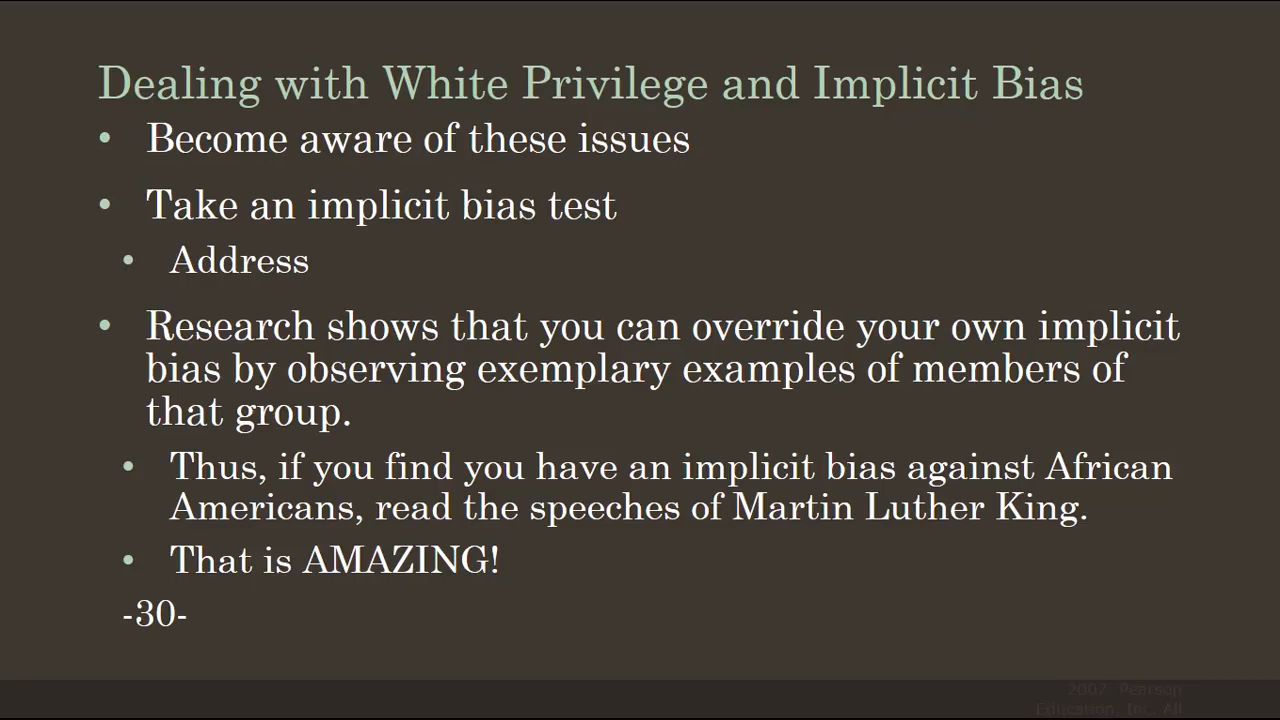 Dealing with White Privilege and Implicit Bias
• Become aware of these issues
• Take an implicit bias test
• Address
• Research shows that you can override your own implicit
bias by observing exemplary examples of members of
that group.
• Thus, if you find you have an implicit bias against African
Americans, read the speeches of Martin Luther King.
• That is AMAZING!
-30-
2007 Pearson
Education, Inc. All